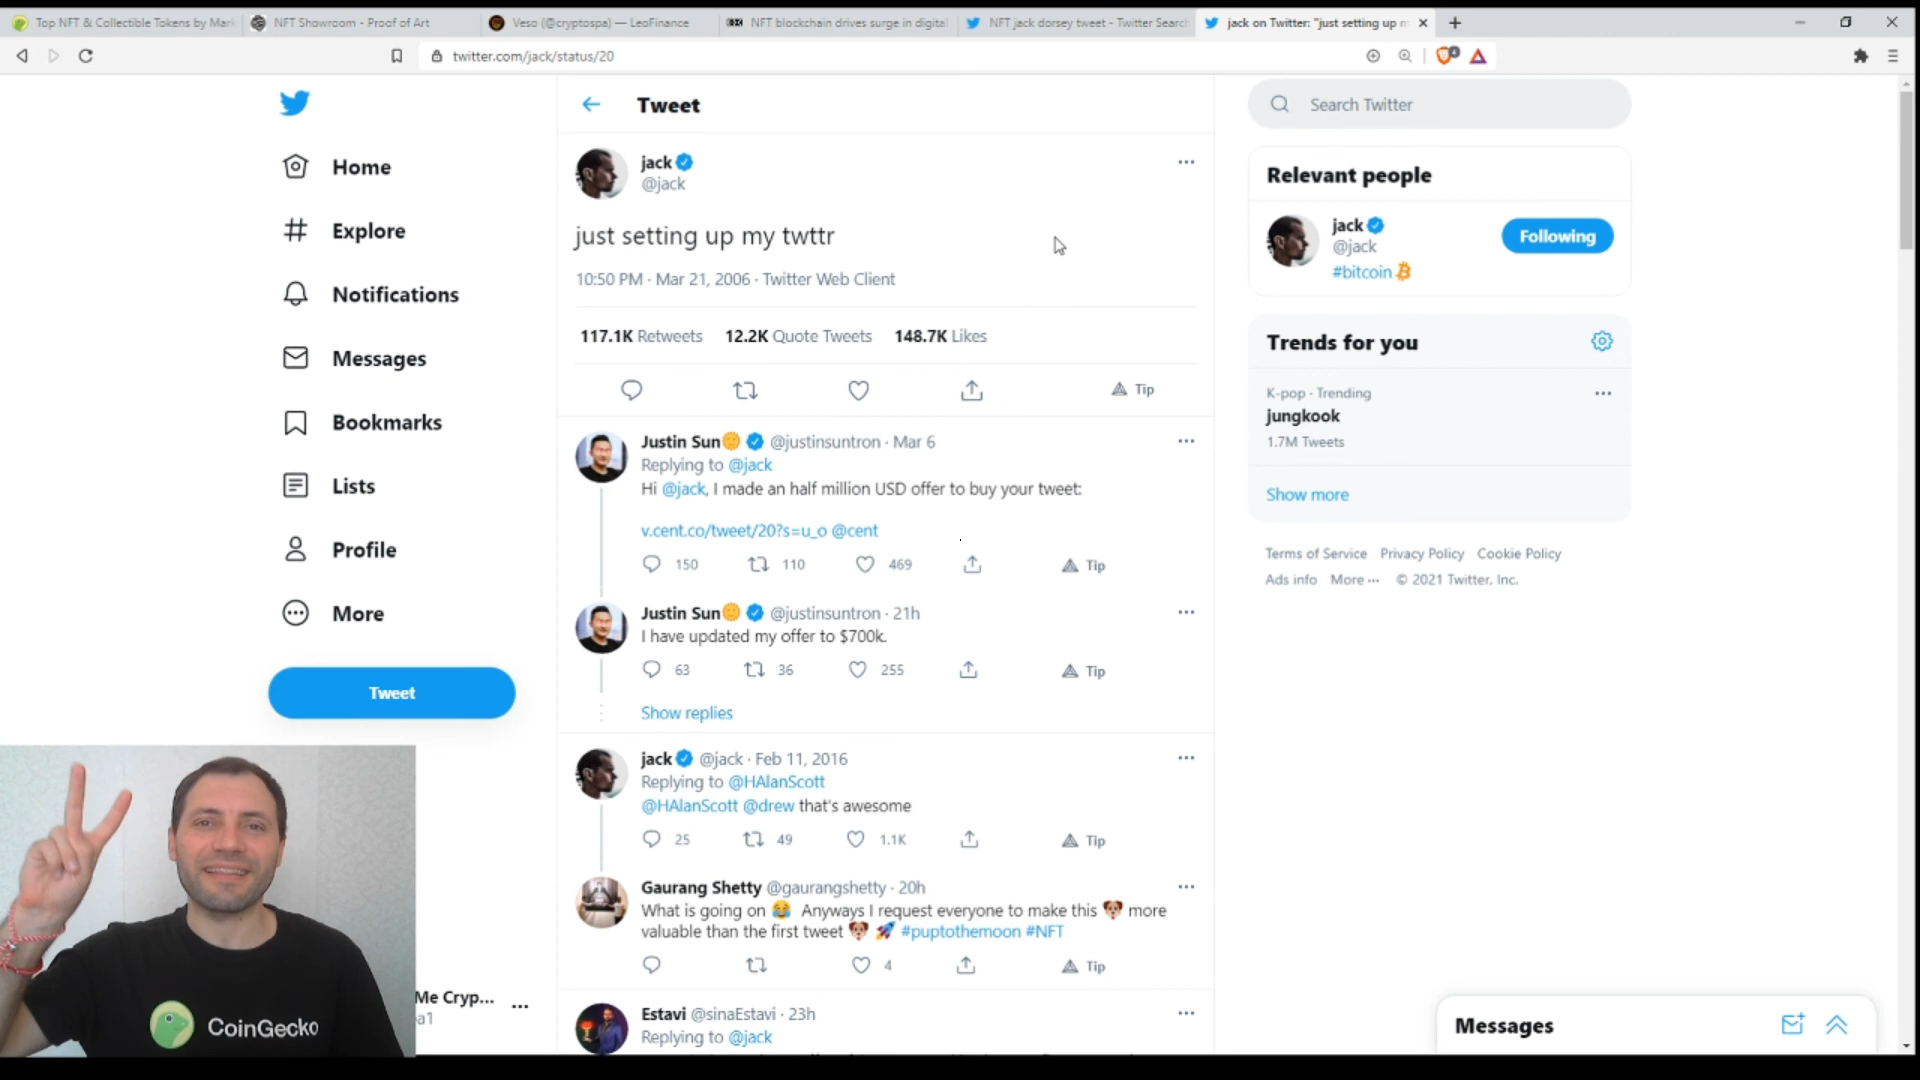 Top NFT & Collectible Tokens by Mark
NFT Showroom - Proof of Art
Veso (@cryptospa) — LeoFinance
NFT blockchain drives surge in digital
NFT jack dorsey tweet - Twitter Search
jack on Twitter: "just setting up m
twitter.com/jack/status/20
Home
Explore
Notifications
Messages
Bookmarks
Lists
Profile
More
Tweet
Me Cryp...
a1
CoinGecko
Tweet
jack
@jack
just setting up my twttr
10:50 PM · Mar 21, 2006 · Twitter Web Client
117.1K Retweets 12.2K Quote Tweets 148.7K Likes
Tip
Justin Sun🌞 @justinsuntron · Mar 6
Replying to @jack
Hi @jack, I made an half million USD offer to buy your tweet:
v.cent.co/tweet/20?s=u_o @cent
150 110 469 Tip
Justin Sun🌞 @justinsuntron · 21h
I have updated my offer to $700k.
63 36 255 Tip
Show replies
jack @jack · Feb 11, 2016
Replying to @HAlanScott
@HAlanScott @drew that's awesome
25 49 1.1K Tip
Gaurang Shetty @gaurangshetty · 20h
What is going on 😂 Anyways I request everyone to make this 🐶 more
valuable than the first tweet 🐶 🚀 #puptothemoon #NFT
4 Tip
Estavi @sinaEstavi · 23h
Replying to @jack
Search Twitter
Relevant people
jack
@jack
Following
#bitcoin
Trends for you
K-pop · Trending
jungkook
1.7M Tweets
Show more
Terms of Service Privacy Policy Cookie Policy
Ads info More ··· © 2021 Twitter, Inc.
Messages